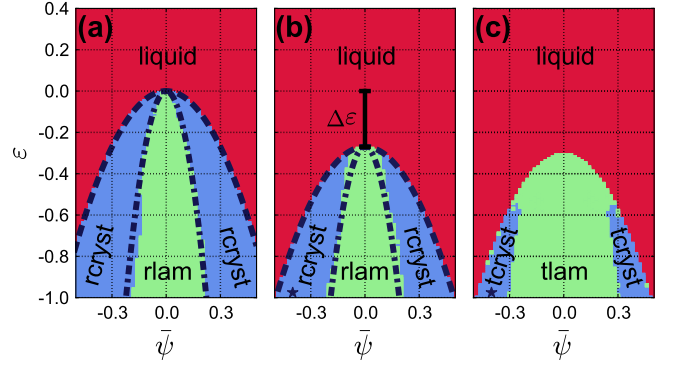 (a) (b) (c)
liquid liquid liquid
0.4
0.2
0.0
-0.2
-0.4
-0.6
-0.8
-1.0
ε
Δε
rcryst rlam rcryst
rcryst rlam rcryst
tcryst tlam tcryst
-0.3 0.0 0.3 -0.3 0.0 0.3 -0.3 0.0 0.3
ψ̄ ψ̄ ψ̄